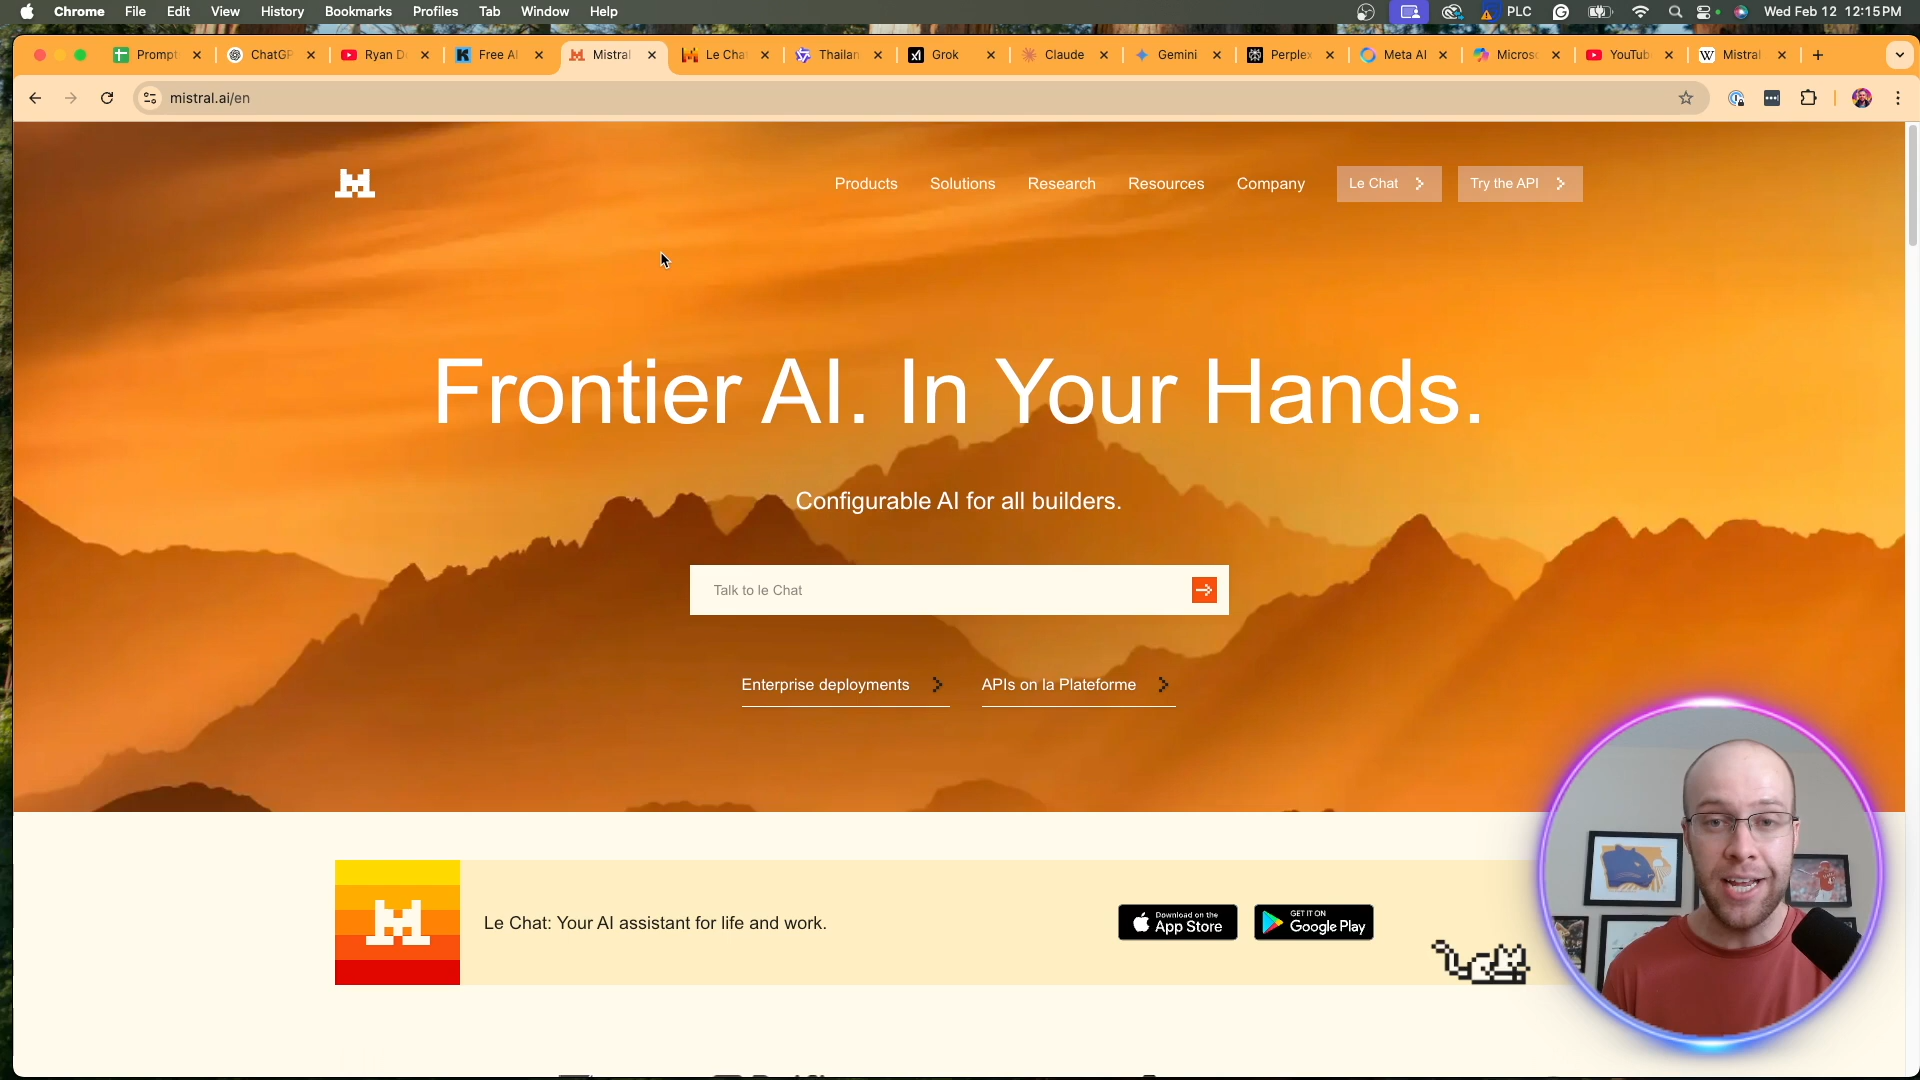 Chrome File Edit View History Bookmarks Profiles Tab Window Help PLC Wed Feb 12 12:15 PM
Prompt ChatGP Ryan De Free AI Mistral Le Chat Thailan Grok Claude Gemini Perplex Meta AI Micros YouTub Mistral
mistral.ai/en
Products Solutions Research Resources Company Le Chat Try the API
Frontier AI. In Your Hands.
Configurable AI for all builders.
Talk to le Chat
Enterprise deployments APIs on la Plateforme
Le Chat: Your AI assistant for life and work.
Download on the App Store
GET IT ON Google Play